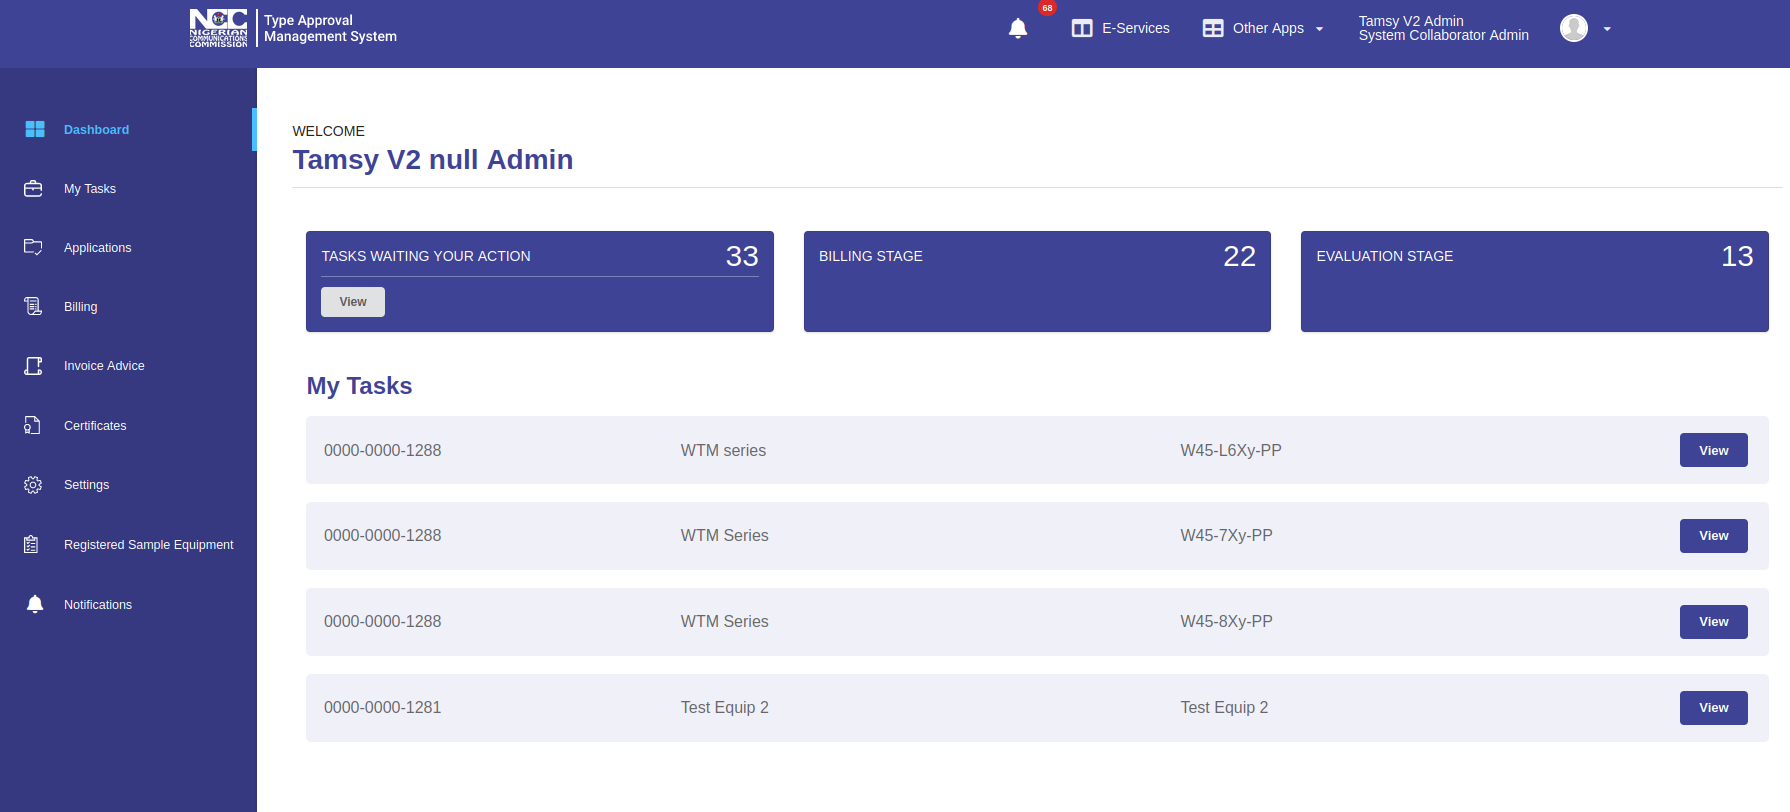 NCC
NIGERIAN
COMMUNICATIONS
COMMISSION
Type Approval
Management System
68
E-Services
Other Apps
Tamsy V2 Admin
System Collaborator Admin
Dashboard
My Tasks
Applications
Billing
Invoice Advice
Certificates
Settings
Registered Sample Equipment
Notifications
WELCOME
Tamsy V2 null Admin
TASKS WAITING YOUR ACTION 33
View
BILLING STAGE 22
EVALUATION STAGE 13
My Tasks
0000-0000-1288 WTM series W45-L6Xy-PP View
0000-0000-1288 WTM Series W45-7Xy-PP View
0000-0000-1288 WTM Series W45-8Xy-PP View
0000-0000-1281 Test Equip 2 Test Equip 2 View